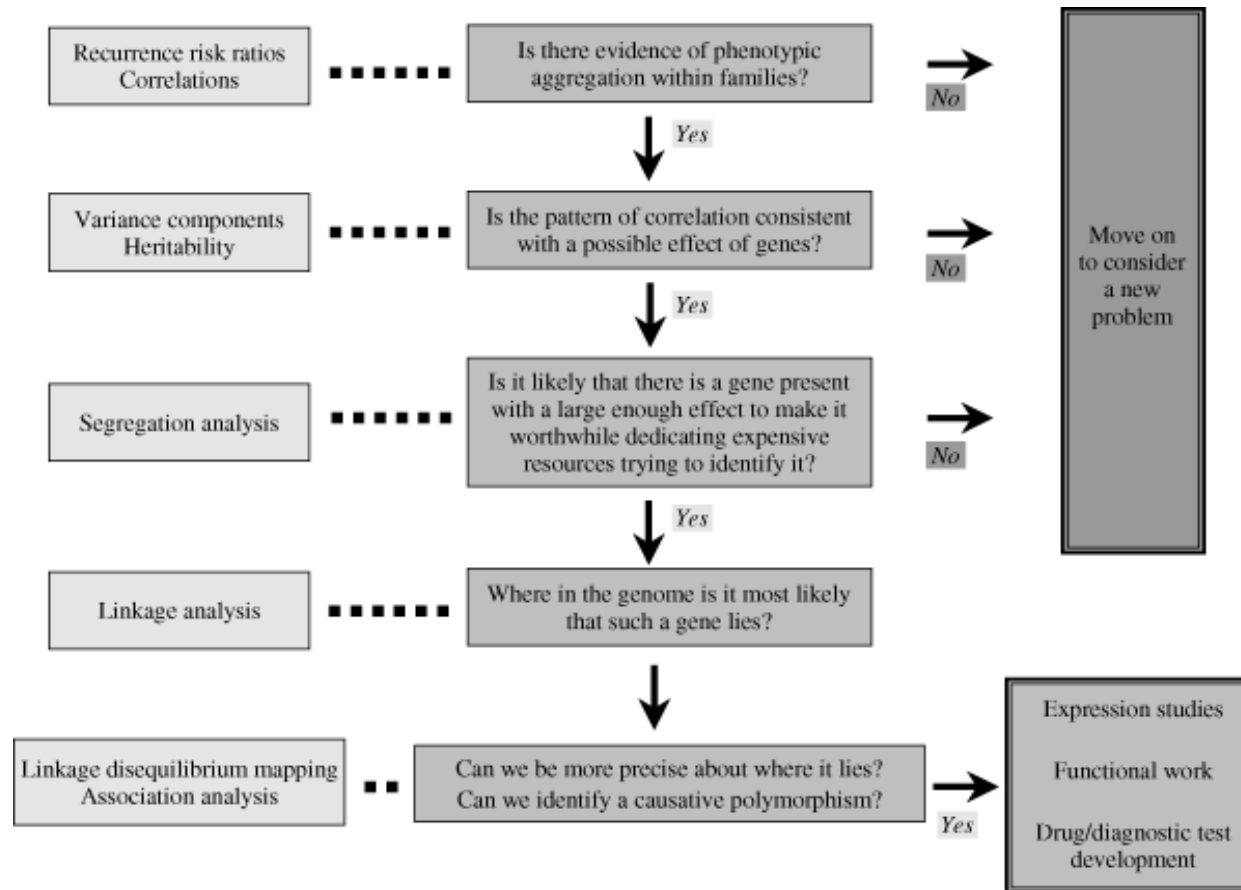 Recurrence risk ratios
Correlations
Is there evidence of phenotypic
aggregation within families?
No
Yes
Variance components
Heritability
Is the pattern of correlation consistent
with a possible effect of genes?
No
Yes
Move on
to consider
a new
problem
Segregation analysis
Is it likely that there is a gene present
with a large enough effect to make it
worthwhile dedicating expensive
resources trying to identify it?
No
Yes
Linkage analysis
Where in the genome is it most likely
that such a gene lies?
Linkage disequilibrium mapping
Association analysis
Can we be more precise about where it lies?
Can we identify a causative polymorphism?
Yes
Expression studies
Functional work
Drug/diagnostic test
development